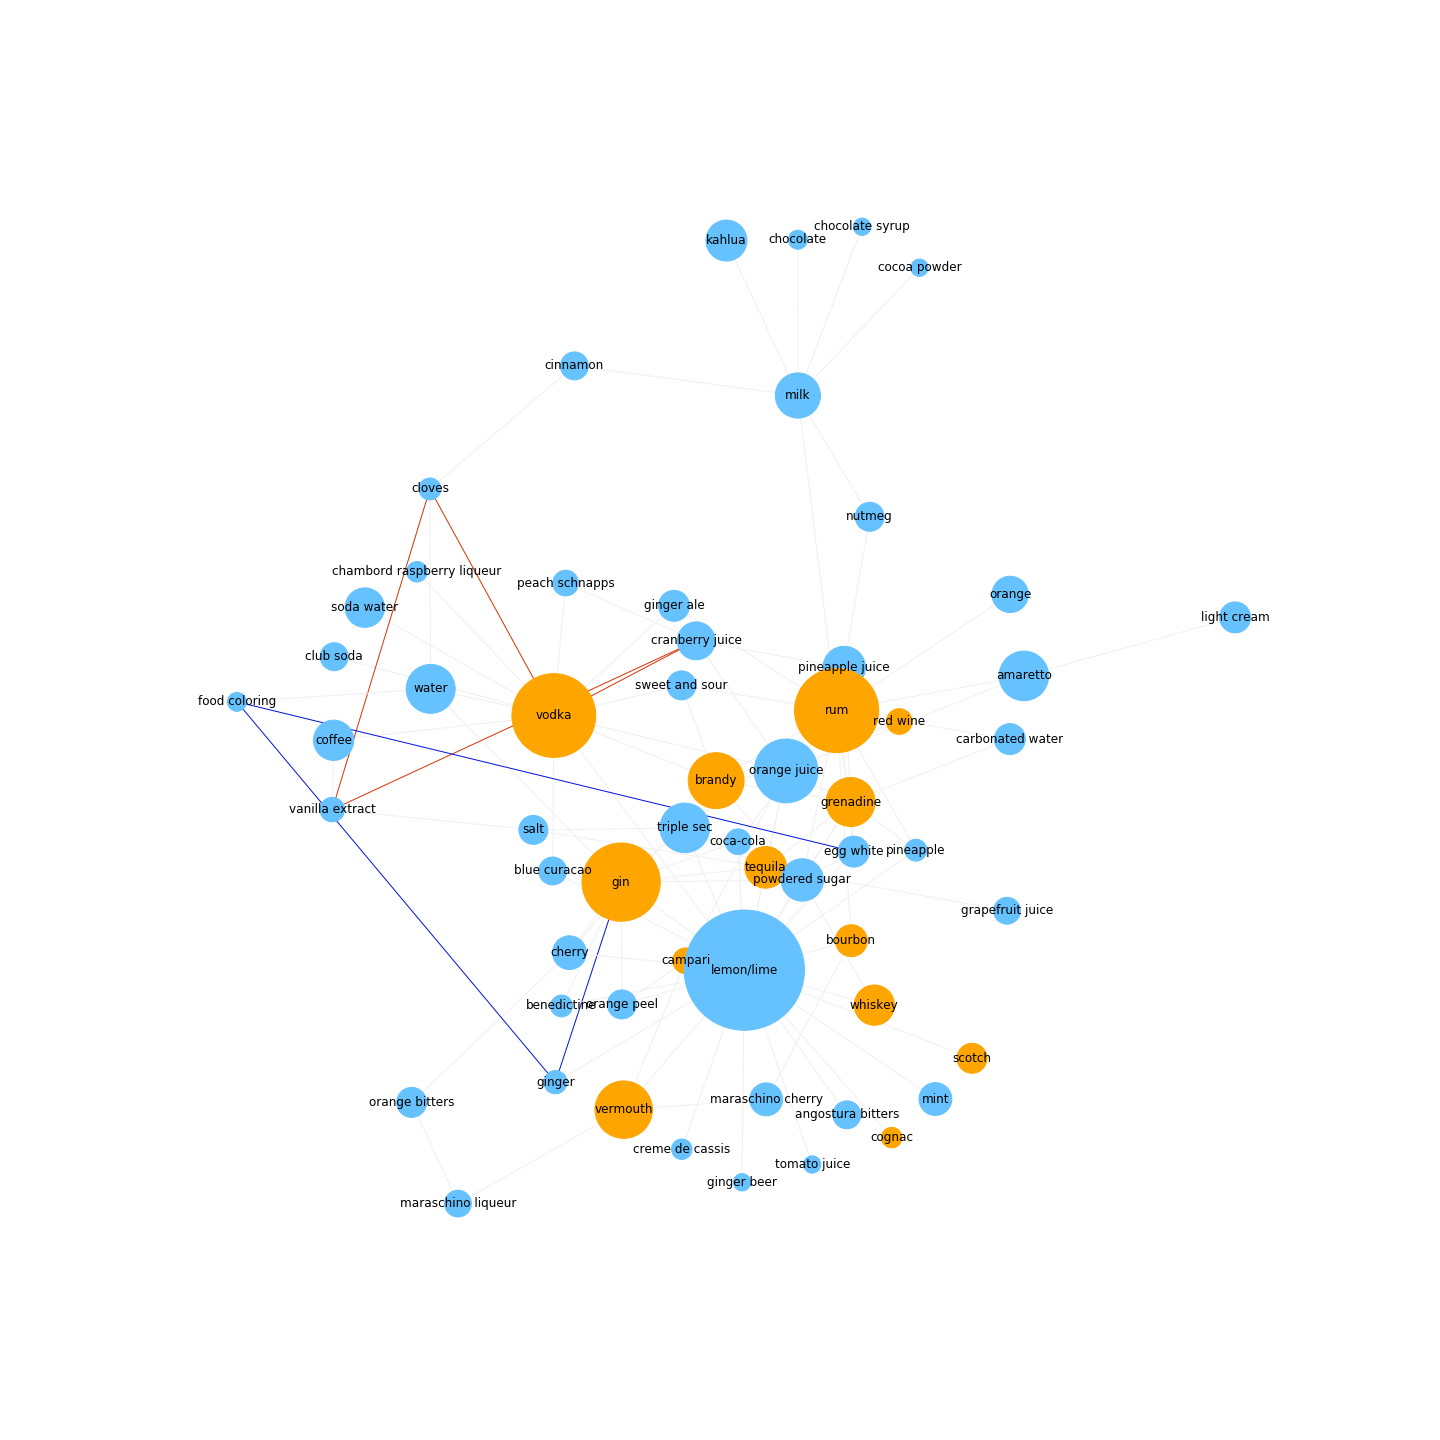 chocolate syrup
kahlua
chocolate
cocoa powder
cinnamon
milk
cloves
nutmeg
chambord raspberry liqueur
peach schnapps
orange
soda water
ginger ale
light cream
cranberry juice
club soda
pineapple juice
amaretto
sweet and sour
water
food coloring
vodka
rum
red wine
coffee
carbonated water
orange juice
brandy
grenadine
vanilla extract
salt
triple sec
coca-cola
egg white
pineapple
tequila
blue curacao
gin
powdered sugar
grapefruit juice
bourbon
cherry
campari
lemon/lime
benedictine
orange peel
whiskey
scotch
ginger
orange bitters
vermouth
maraschino cherry
mint
angostura bitters
cognac
creme de cassis
tomato juice
ginger beer
maraschino liqueur